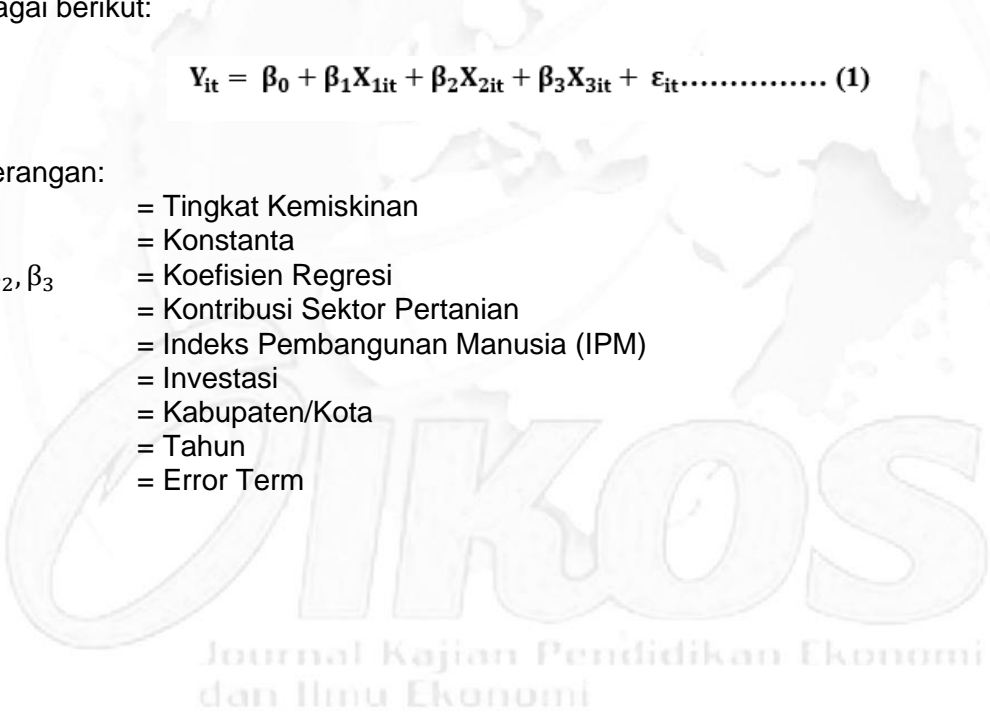 agai berikut:
Yit = β0 + β1X1it + β2X2it + β3X3it + εit............... (1)
erangan:
= Tingkat Kemiskinan
= Konstanta
2, β3 = Koefisien Regresi
= Kontribusi Sektor Pertanian
= Indeks Pembangunan Manusia (IPM)
= Investasi
= Kabupaten/Kota
= Tahun
= Error Term
OIKOS
Journal Kajian Pendidikan Ekonomi
dan Ilmu Ekonomi